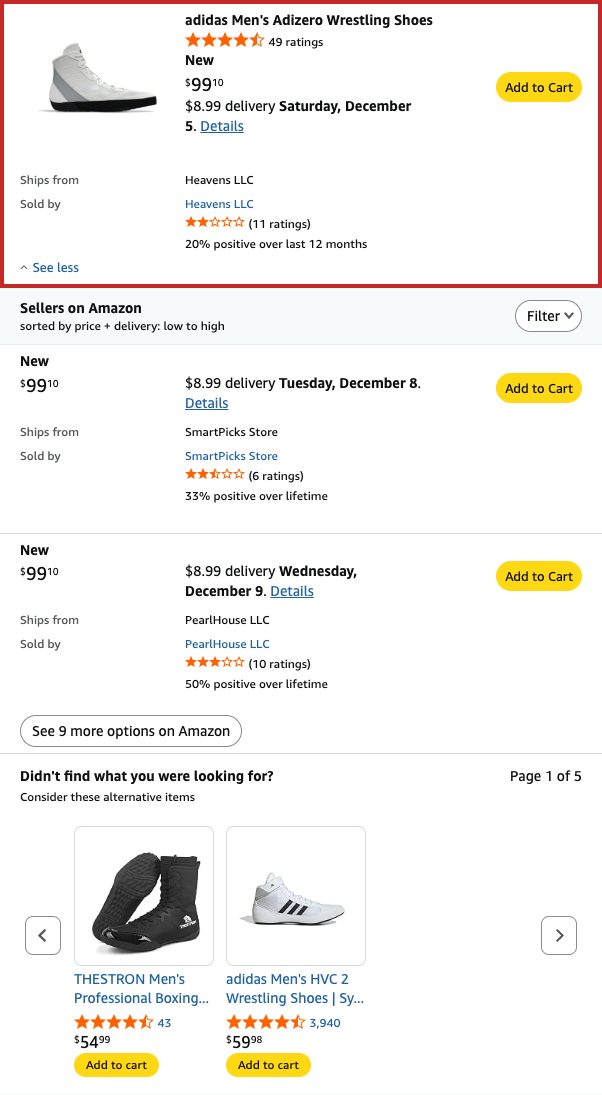 adidas Men's Adizero Wrestling Shoes
49 ratings
New
$9910
$8.99 delivery Saturday, December
5. Details
Add to Cart
Ships from
Heavens LLC
Sold by
Heavens LLC
(11 ratings)
20% positive over last 12 months
See less
Sellers on Amazon
sorted by price + delivery: low to high
Filter
New
$9910
$8.99 delivery Tuesday, December 8.
Details
Add to Cart
Ships from
SmartPicks Store
Sold by
SmartPicks Store
(6 ratings)
33% positive over lifetime
New
$9910
$8.99 delivery Wednesday,
December 9. Details
Add to Cart
Ships from
PearlHouse LLC
Sold by
PearlHouse LLC
(10 ratings)
50% positive over lifetime
See 9 more options on Amazon
Didn't find what you were looking for?
Page 1 of 5
Consider these alternative items
THESTRON
THESTRON Men's
Professional Boxing...
43
$5499
Add to cart
adidas Men's HVC 2
Wrestling Shoes | Sy...
3,940
$5998
Add to cart